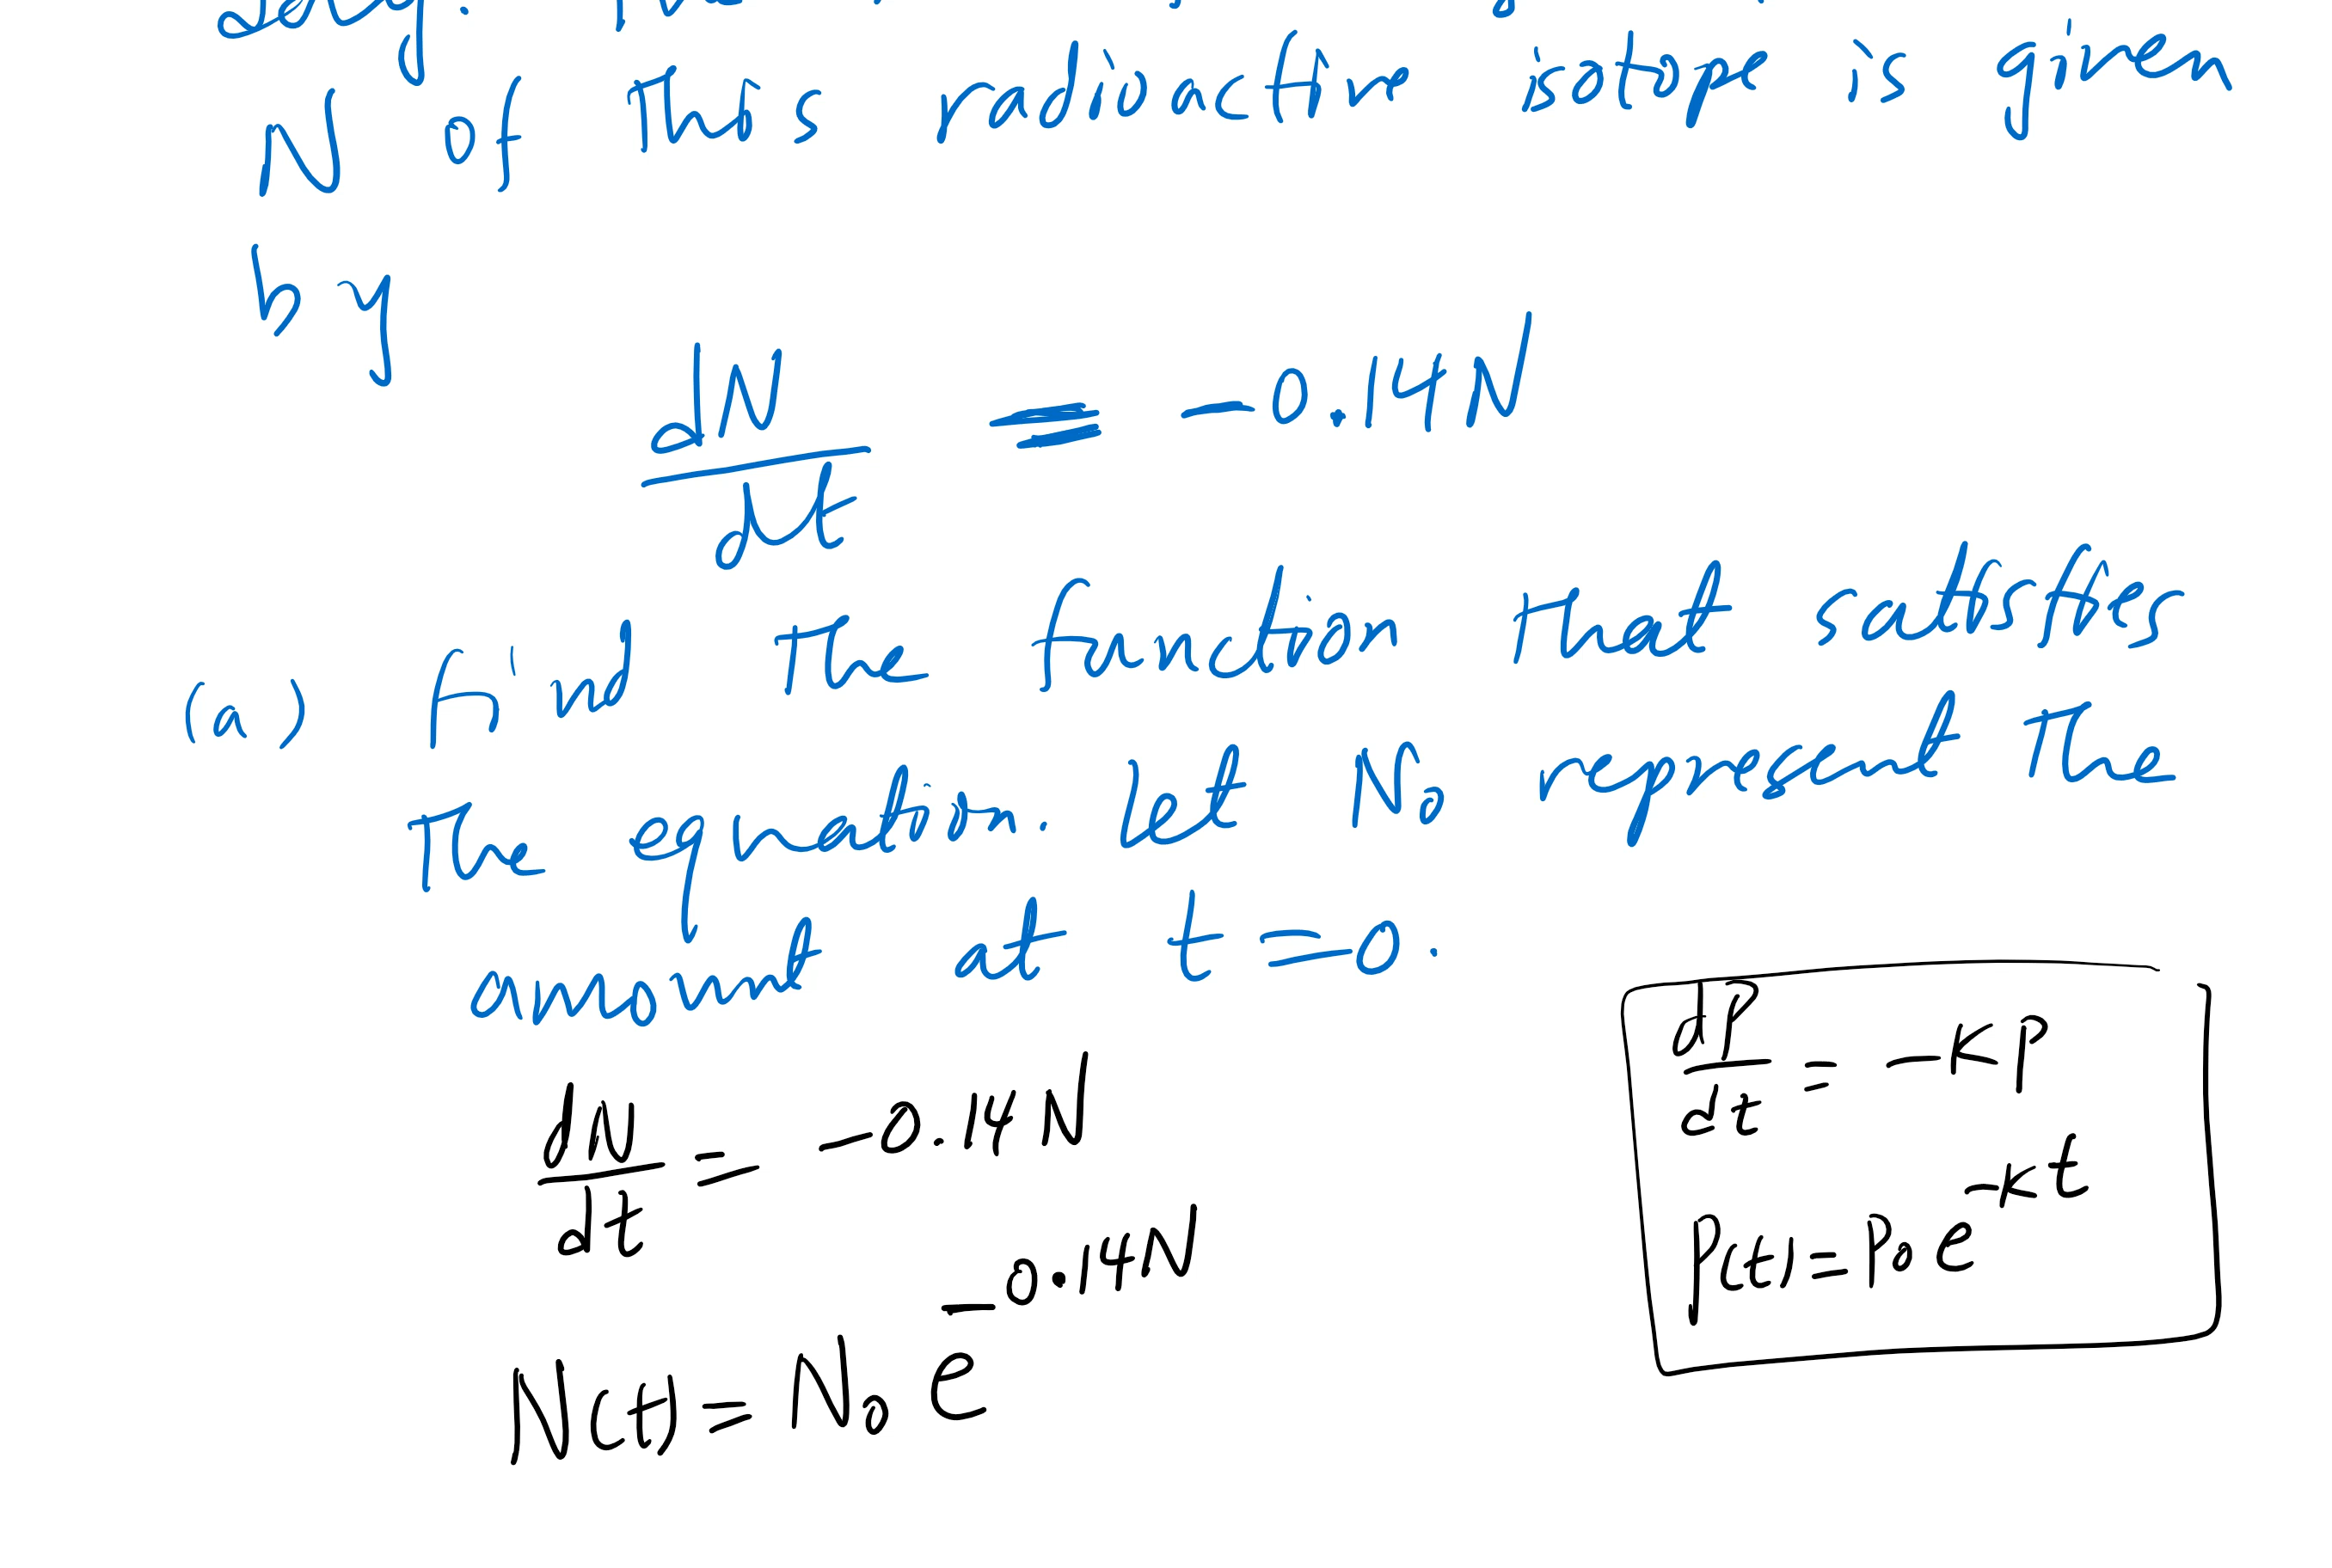 N of this radioactive isotope is given
by
dN/dt = -0.14N
(a) find the function that satisfies
the equation. Let N₀ represent the
amount at t=0.
dN/dt = -0.14N
N(t) = N₀ e^-0.14N
dP/dt = -KP
P(t) = P₀ e^-Kt